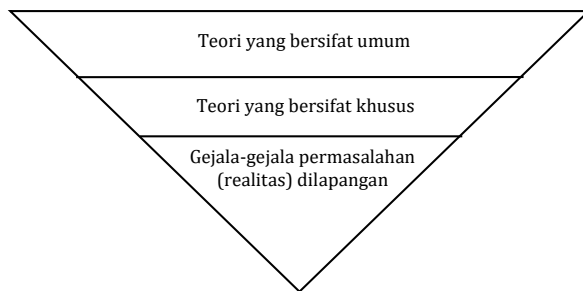 Teori yang bersifat umum
Teori yang bersifat khusus
Gejala-gejala permasalahan
(realitas) dilapangan